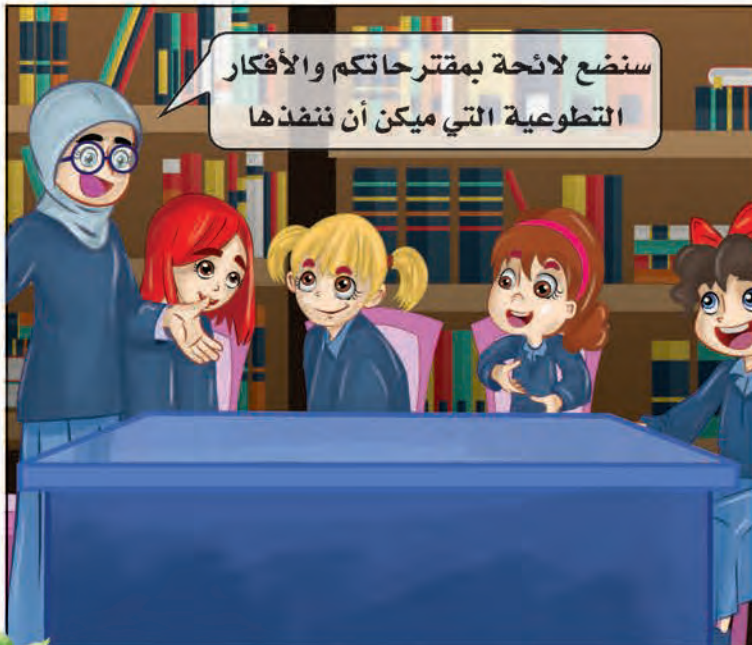 سنضع لائحة بمقترحاتكم والأفكار
التطوعية التي ميكن أن ننفذها